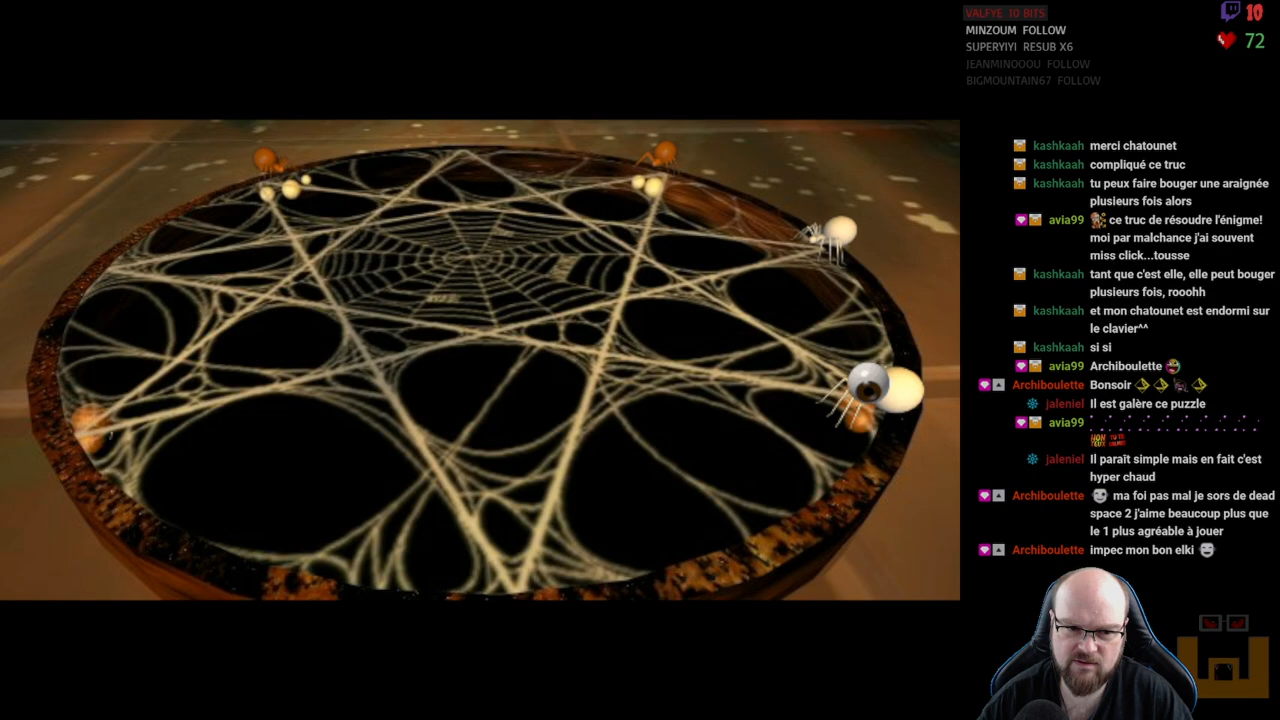 VALFYE 10 BITS
MINZOUM FOLLOW
SUPERYIYI RESUB X6
JEANMINOOOU FOLLOW
BIGMOUNTAIN67 FOLLOW
10
72
kashkaah merci chatounet
kashkaah compliqué ce truc
kashkaah tu peux faire bouger une araignée
plusieurs fois alors
avia99 ce truc de résoudre l'énigme!
moi par malchance j'ai souvent
miss click...tousse
kashkaah tant que c'est elle, elle peut bouger
plusieurs fois, rooohh
kashkaah et mon chatounet est endormi sur
le clavier^^
kashkaah si si
avia99 Archiboulette
Archiboulette Bonsoir
jaleniel Il est galère ce puzzle
avia99
jaleniel Il paraît simple mais en fait c'est
hyper chaud
Archiboulette ma foi pas mal je sors de dead
space 2 j'aime beaucoup plus que
le 1 plus agréable à jouer
Archiboulette impec mon bon elki